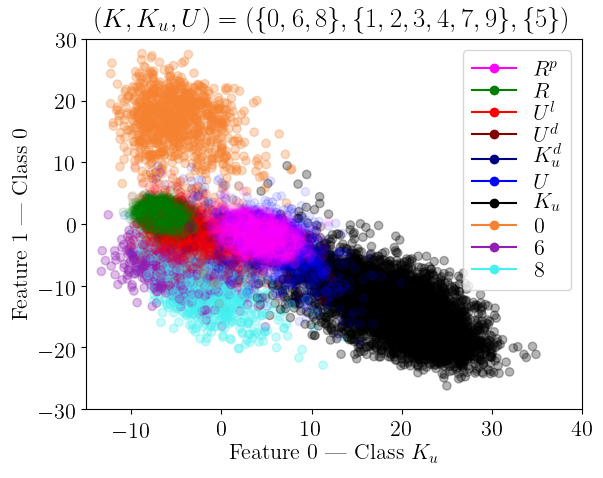 (K, K_u, U) = ({0, 6, 8}, {1, 2, 3, 4, 7, 9}, {5})
30
20
10
0
−10
−20
−30
Feature 1 — Class 0
R^p
R
U^l
U^d
K_u^d
U
K_u
0
6
8
−10
0
10
20
30
40
Feature 0 — Class K_u